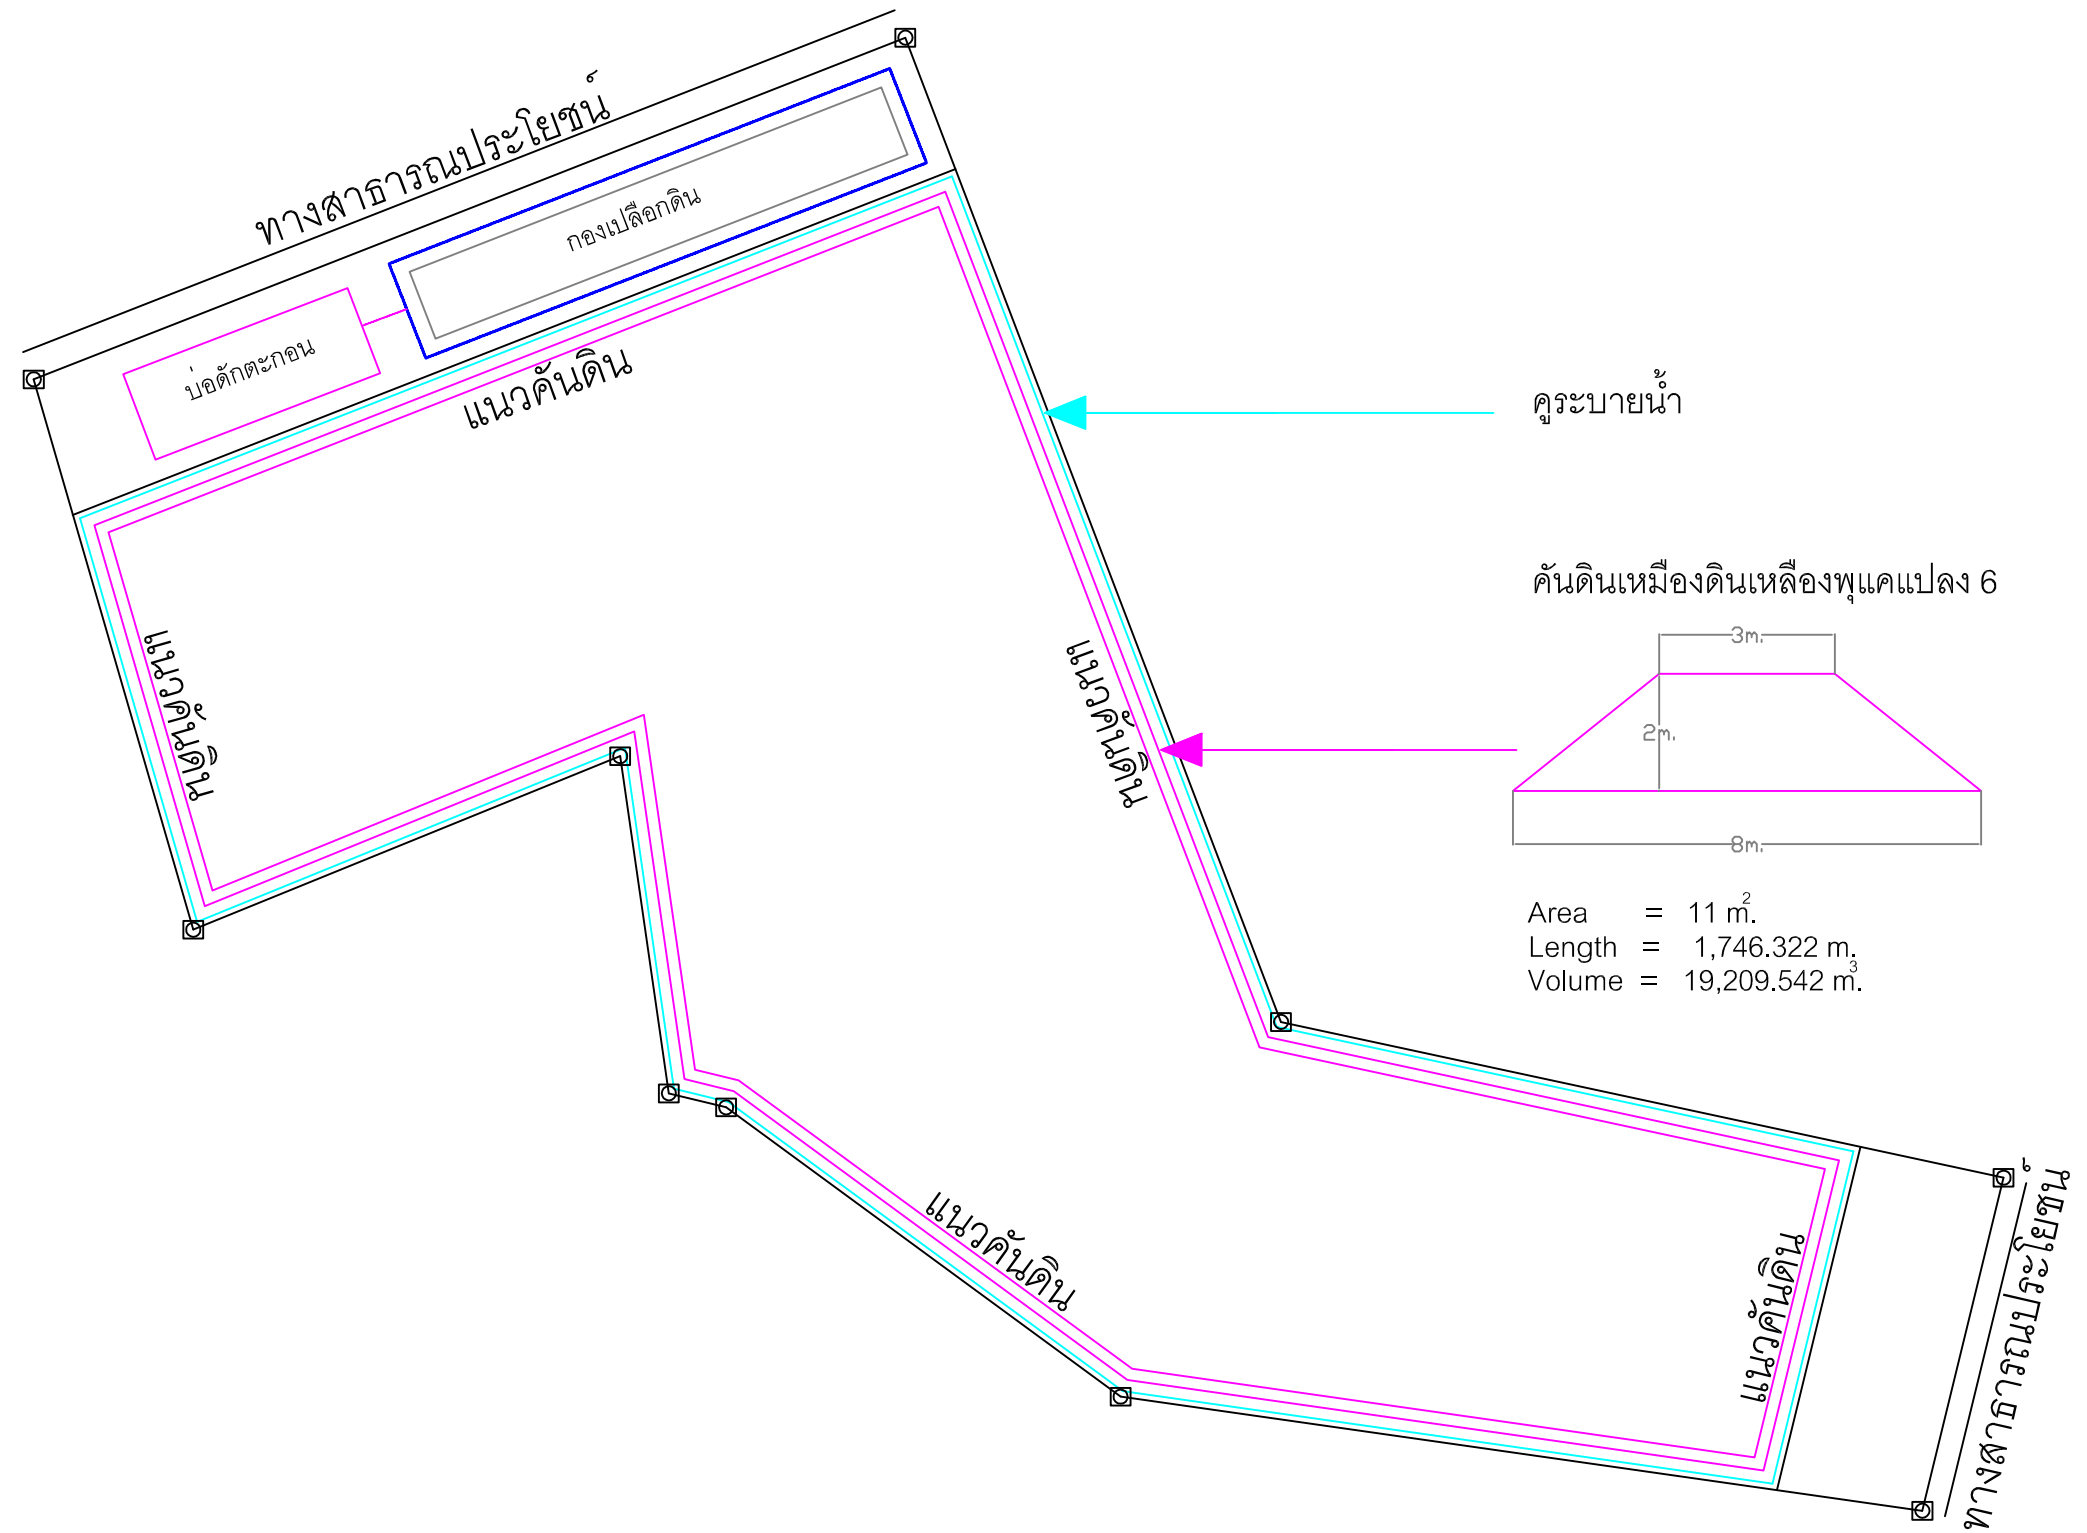 ทางสาธารณประโยชน์
กองเปลือกดิน
บ่อดักตะกอน
แนวคันดิน
คูระบายน้ำ
คันดินเหมืองดินเหลืองพุแคแปลง 6
3m.
2m.
8m.
แนวคันดิน
แนวคันดิน
Area = 11 m².
Length = 1,746.322 m.
Volume = 19,209.542 m³.
แนวคันดิน
แนวคันดิน
ทางสาธารณประโยชน์